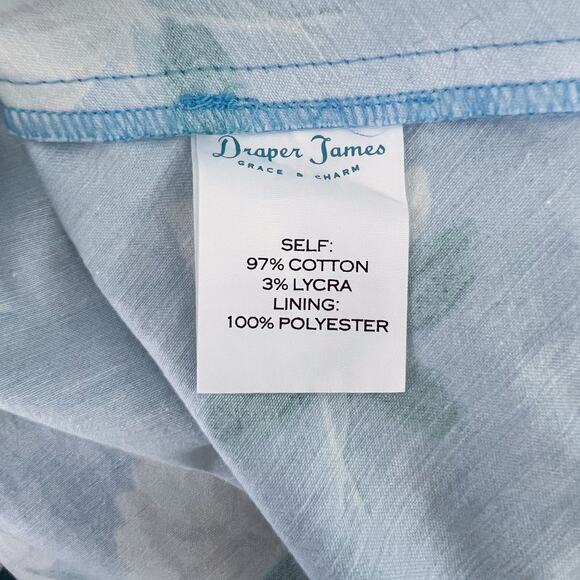 Draper James
GRACE & CHARM
SELF:
97% COTTON
3% LYCRA
LINING:
100% POLYESTER